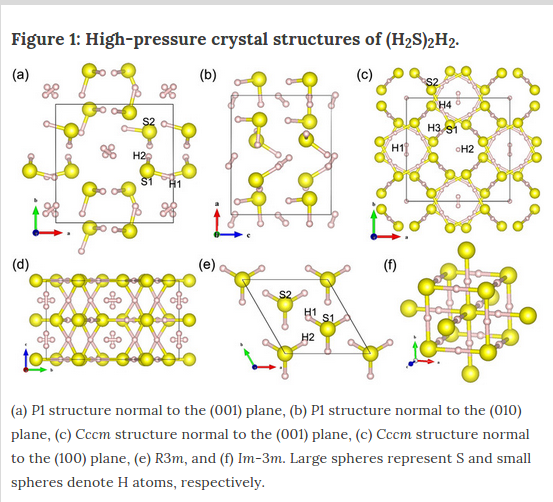 Figure 1: High-pressure crystal structures of (H2S)2H2.
(a)
(b)
(c)
S2
H2
S1
H1
b
a
a
c
S2
H4
H3
S1
H1
H2
b
a
(d)
(e)
(f)
c
b
S2
H1
S1
H2
b
a
b
a
(a) P1 structure normal to the (001) plane, (b) P1 structure normal to the (010)
plane, (c) Cccm structure normal to the (001) plane, (c) Cccm structure normal
to the (100) plane, (e) R3m, and (f) Im-3m. Large spheres represent S and small
spheres denote H atoms, respectively.